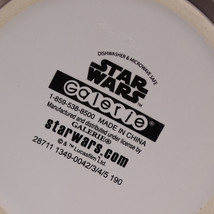 DISHWASHER & MICROWAVE SAFE
STAR
WARS
Galerie
1-859-538-8500 MADE IN CHINA
Manufactured and distributed under license by
GALERIE®
starwars.com
© & ™ Lucasfilm Ltd.
28711 1349-0042/3/4/5 190